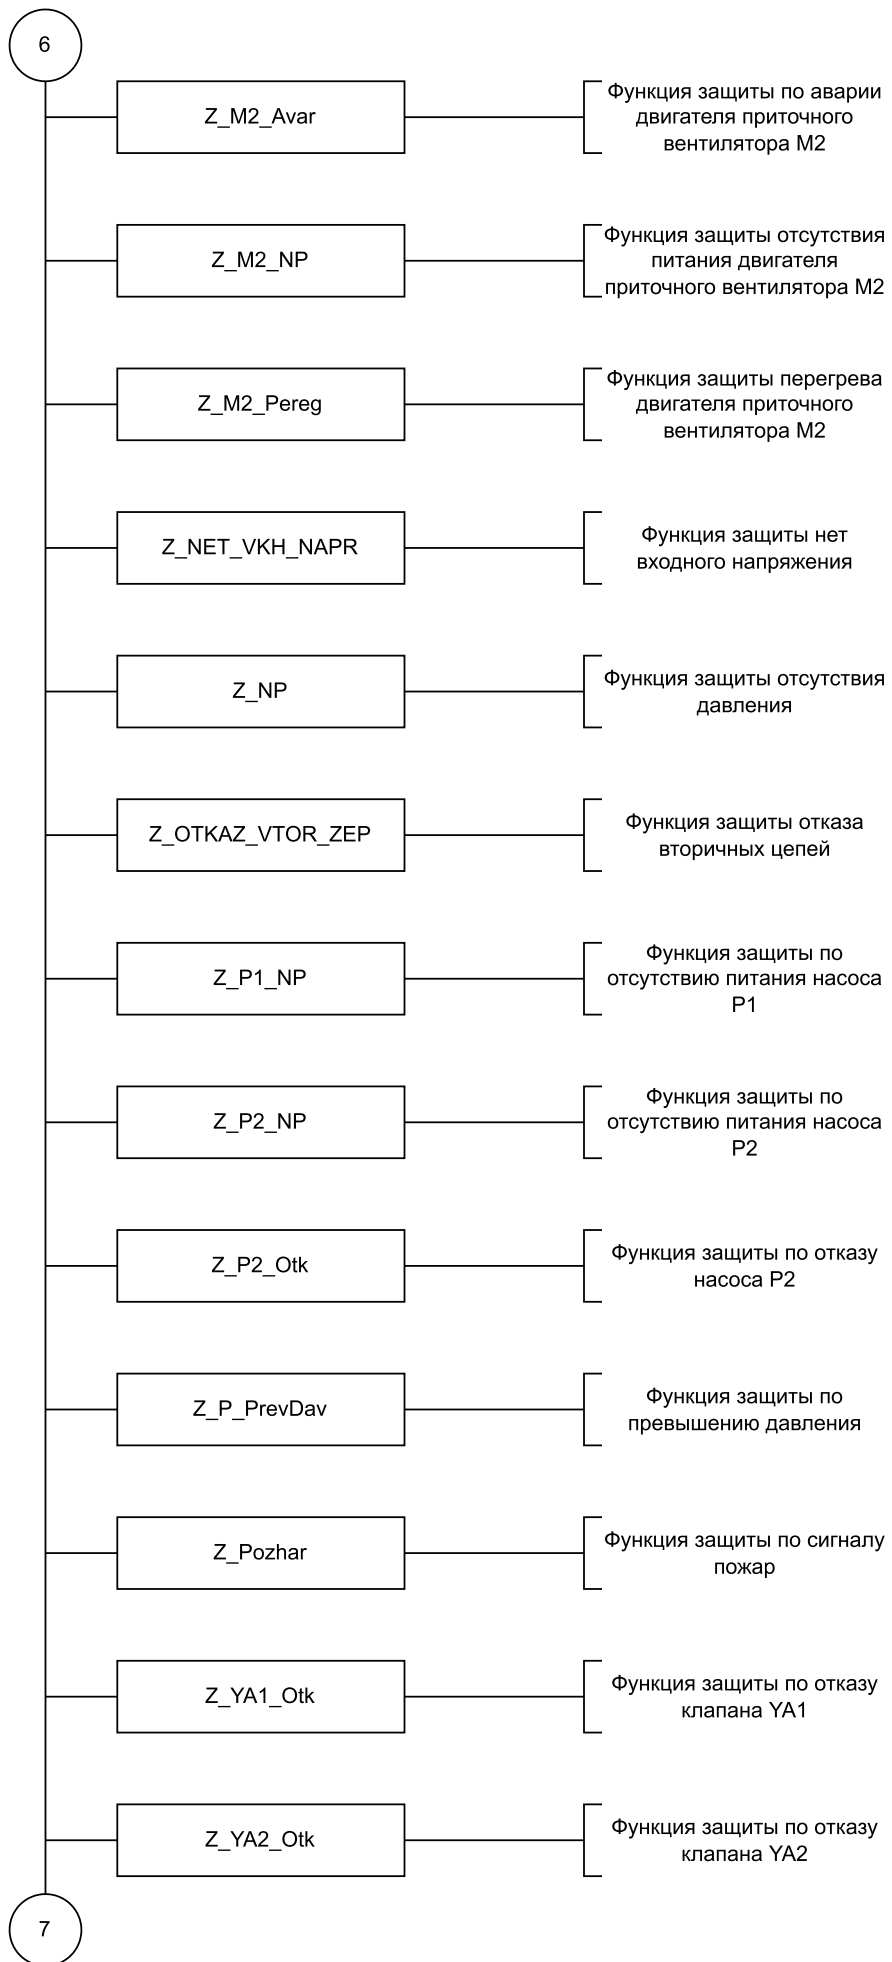 6
Z_M2_Avar
Функция защиты по аварии
двигателя приточного
вентилятора М2
Z_M2_NP
Функция защиты отсутствия
питания двигателя
приточного вентилятора М2
Z_M2_Pereg
Функция защиты перегрева
двигателя приточного
вентилятора М2
Z_NET_VKH_NAPR
Функция защиты нет
входного напряжения
Z_NP
Функция защиты отсутствия
давления
Z_OTKAZ_VTOR_ZEP
Функция защиты отказа
вторичных цепей
Z_P1_NP
Функция защиты по
отсутствию питания насоса
P1
Z_P2_NP
Функция защиты по
отсутствию питания насоса
P2
Z_P2_Otk
Функция защиты по отказу
насоса P2
Z_P_PrevDav
Функция защиты по
превышению давления
Z_Pozhar
Функция защиты по сигналу
пожар
Z_YA1_Otk
Функция защиты по отказу
клапана YA1
Z_YA2_Otk
Функция защиты по отказу
клапана YA2
7